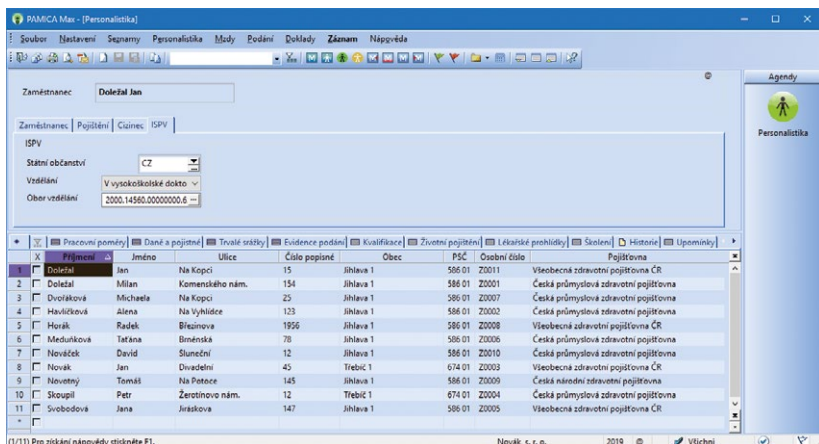 PAMICA Max - [Personalistika]
Soubor Nastavení Seznamy Personalistika Mzdy Podání Doklady Záznam Nápověda
Agendy
Zaměstnanec Doležal Jan
Personalistika
Zaměstnanec Pojištění Cizinec ISPV
ISPV
Státní občanství CZ
Vzdělání V vysokoškolské dokto
Obor vzdělání 2000.14560.00000000.6
Pracovní poměry Daně a pojistné Trvalé srážky Evidence podání Kvalifikace Životní pojištění Lékařské prohlídky Školení Historie Upomínky
X Příjmení Jméno Ulice Číslo popisné Obec PSČ Osobní číslo Pojišťovna
1 Doležal Jan Na Kopci 15 Jihlava 1 586 01 Z0011 Všeobecná zdravotní pojišťovna ČR
2 Doležal Milan Komenského nám. 154 Jihlava 1 586 01 Z0001 Česká průmyslová zdravotní pojišťovna
3 Dvořáková Michaela Na Kopci 25 Jihlava 1 586 01 Z0007 Česká průmyslová zdravotní pojišťovna
4 Havlíčková Alena Na Vyhlídce 123 Jihlava 1 586 01 Z0002 Česká průmyslová zdravotní pojišťovna
5 Horák Radek Březinova 1956 Jihlava 1 586 01 Z0008 Všeobecná zdravotní pojišťovna ČR
6 Meduňková Taťána Brněnská 78 Jihlava 1 586 01 Z0006 Česká průmyslová zdravotní pojišťovna
7 Nováček David Sluneční 12 Jihlava 1 586 01 Z0010 Česká průmyslová zdravotní pojišťovna
8 Novák Jan Divadelní 45 Třebíč 1 674 01 Z0003 Všeobecná zdravotní pojišťovna ČR
9 Novotný Tomáš Na Potoce 145 Jihlava 1 586 01 Z0009 Česká národní zdravotní pojišťovna
10 Skoupil Petr Žerotínovo nám. 12 Třebíč 1 674 01 Z0004 Česká průmyslová zdravotní pojišťovna
11 Svobodová Jana Jiráskova 147 Jihlava 1 586 01 Z0005 Všeobecná zdravotní pojišťovna ČR
(1/11) Pro získání nápovědy stiskněte F1. Novák s. r. o. 2019 @ Všichni